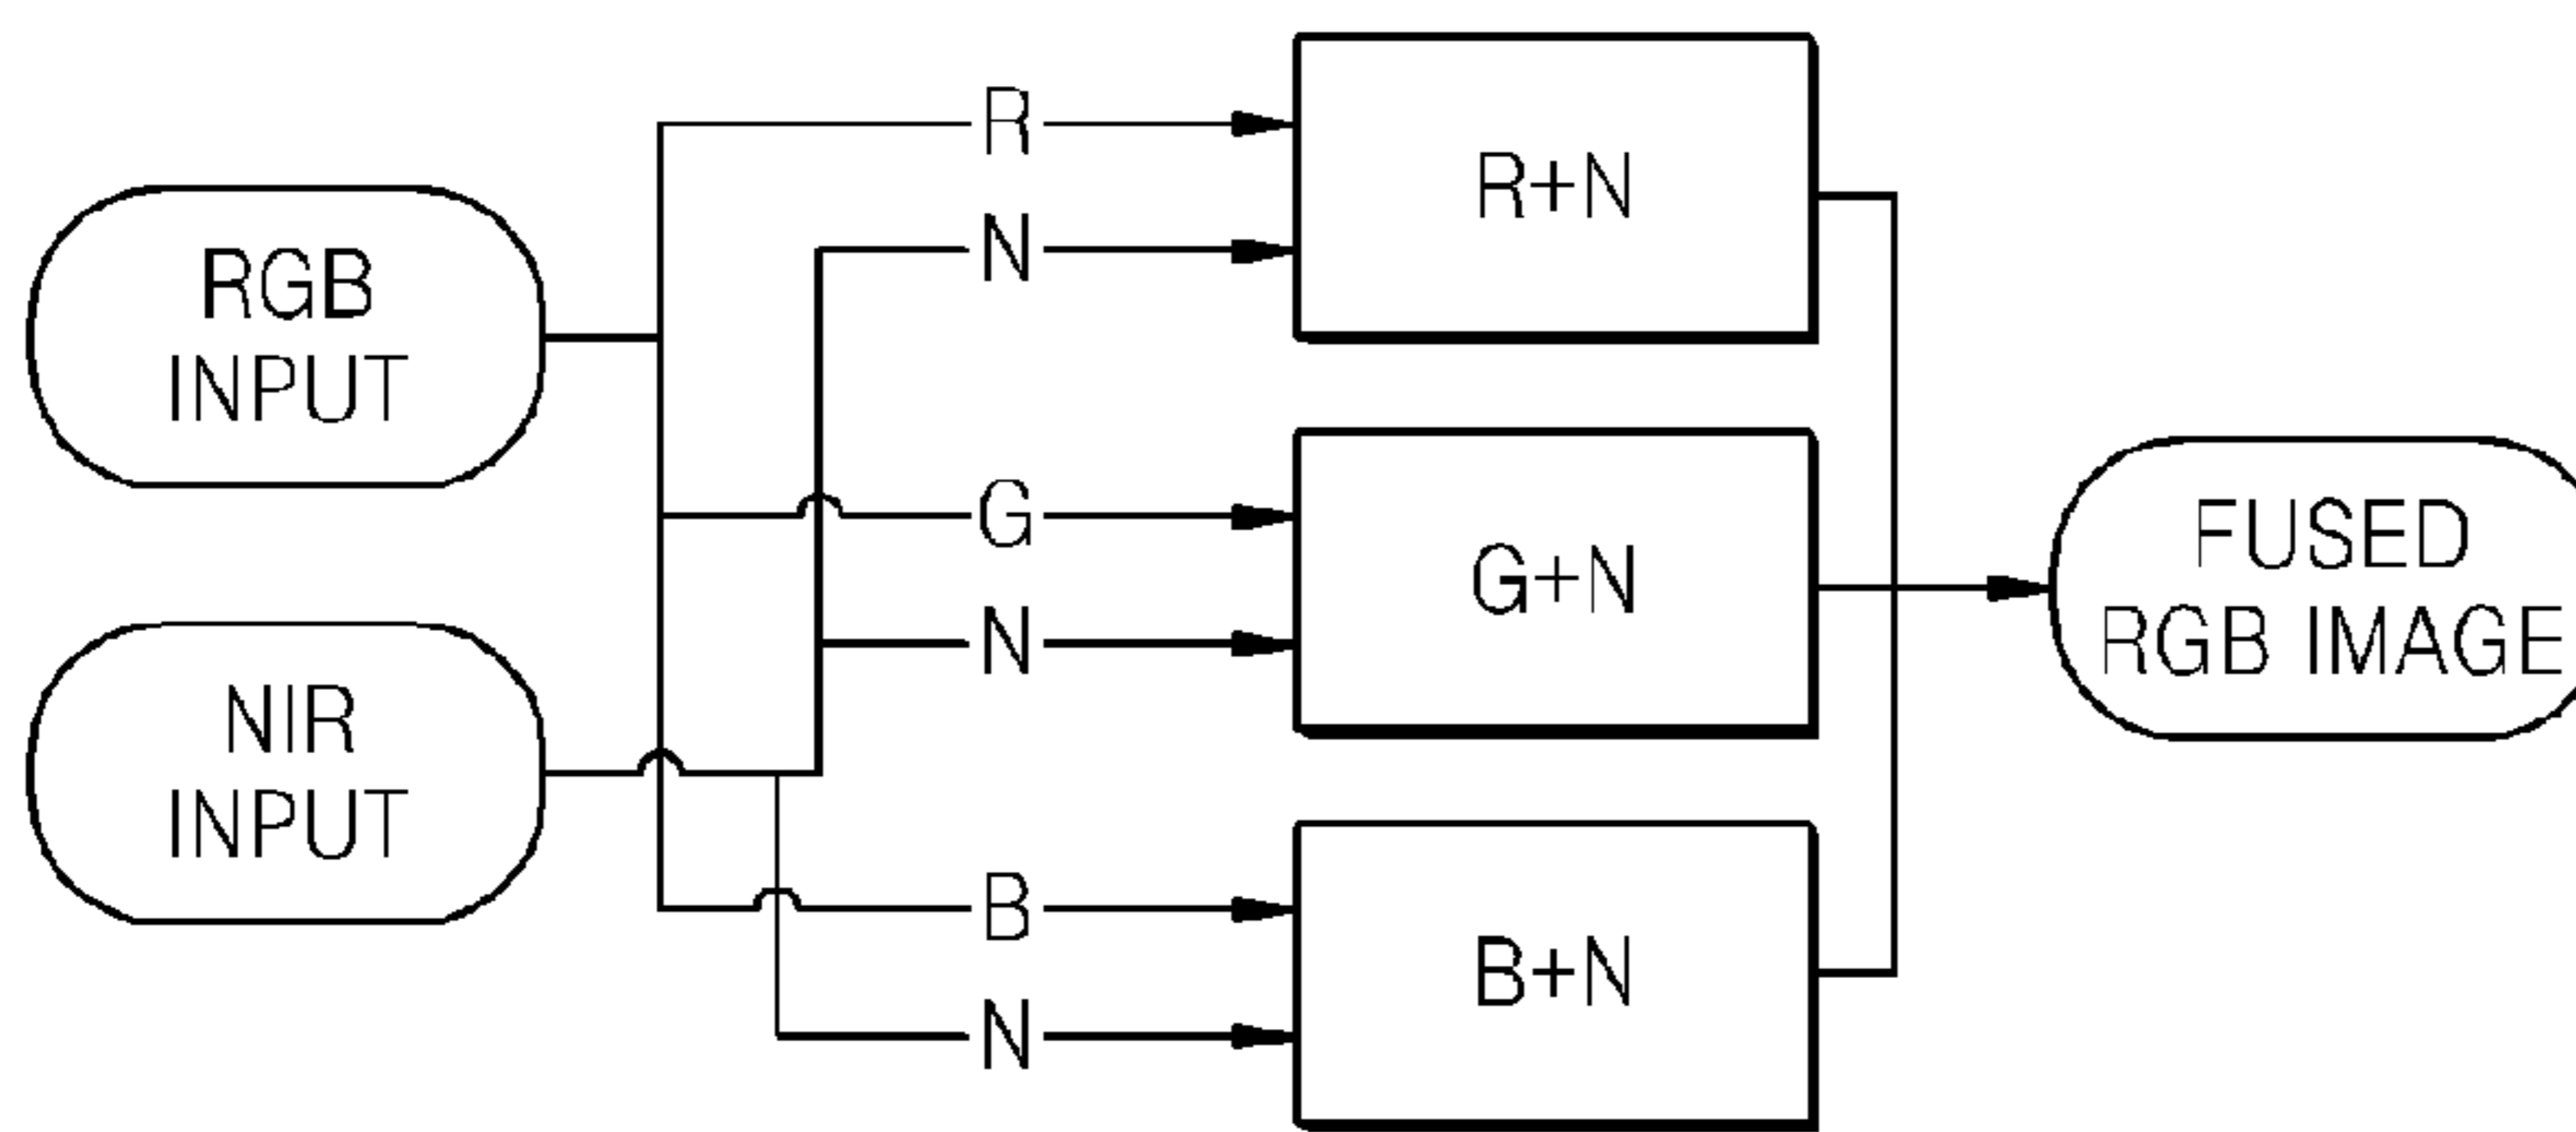 RGB
INPUT
NIR
INPUT
R
N
G
N
B
N
R+N
G+N
B+N
FUSED
RGB IMAGE